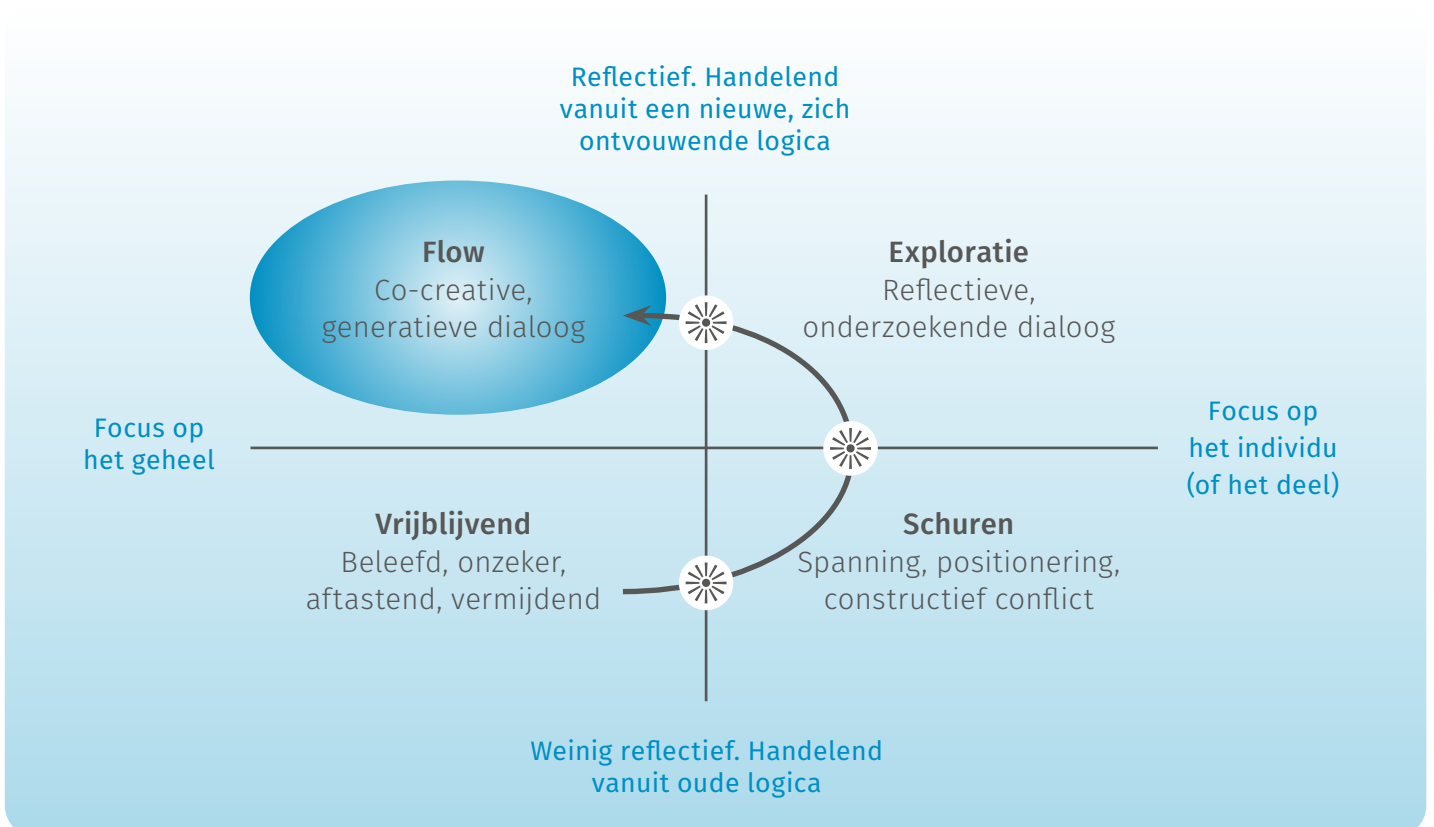 Reflectief. Handelend
vanuit een nieuwe, zich
ontvouwende logica
Flow
Co-creative,
generatieve dialoog
Exploratie
Reflectieve,
onderzoekende dialoog
Focus op
het geheel
Focus op
het individu
(of het deel)
Vrijblijvend
Beleefd, onzeker,
aftastend, vermijdend
Schuren
Spanning, positionering,
constructief conflict
Weinig reflectief. Handelend
vanuit oude logica